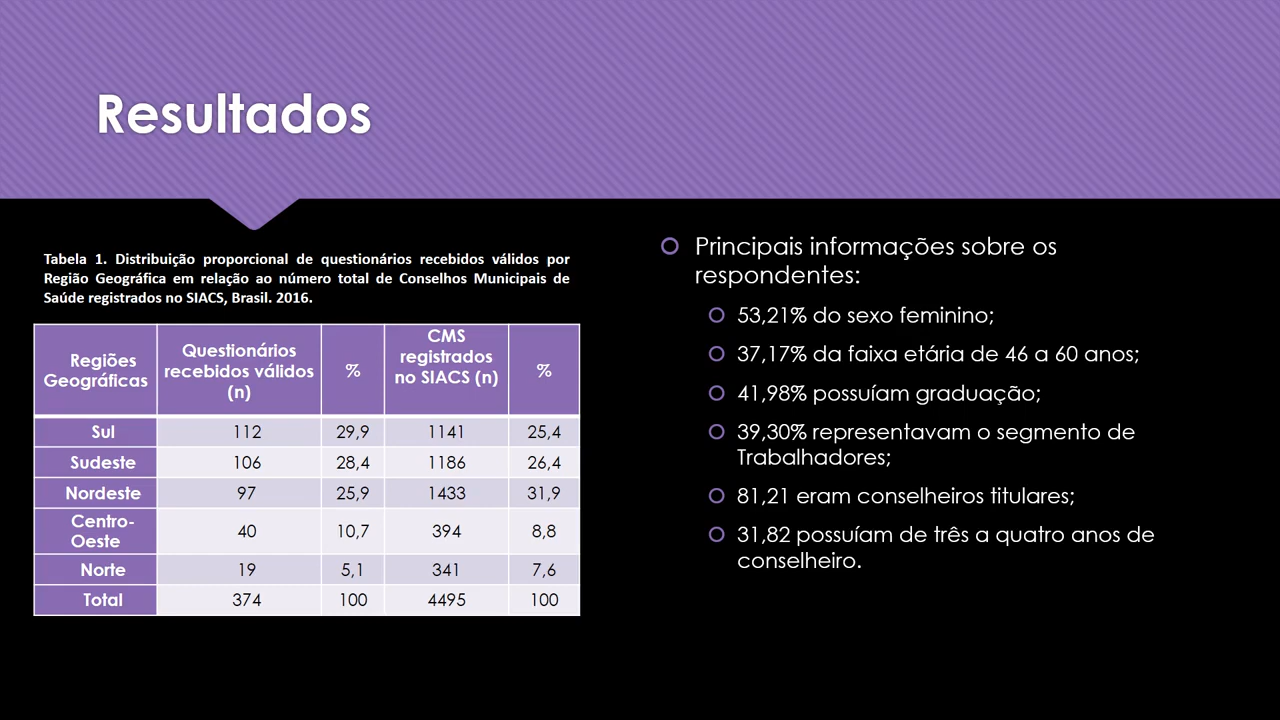 Resultados
Tabela 1. Distribuição proporcional de questionários recebidos válidos por
Região Geográfica em relação ao número total de Conselhos Municipais de
Saúde registrados no SIACS, Brasil. 2016.
Regiões Geográficas | Questionários recebidos válidos (n) | % | CMS registrados no SIACS (n) | %
Sul | 112 | 29,9 | 1141 | 25,4
Sudeste | 106 | 28,4 | 1186 | 26,4
Nordeste | 97 | 25,9 | 1433 | 31,9
Centro-Oeste | 40 | 10,7 | 394 | 8,8
Norte | 19 | 5,1 | 341 | 7,6
Total | 374 | 100 | 4495 | 100
Principais informações sobre os
respondentes:
53,21% do sexo feminino;
37,17% da faixa etária de 46 a 60 anos;
41,98% possuíam graduação;
39,30% representavam o segmento de
Trabalhadores;
81,21 eram conselheiros titulares;
31,82 possuíam de três a quatro anos de
conselheiro.